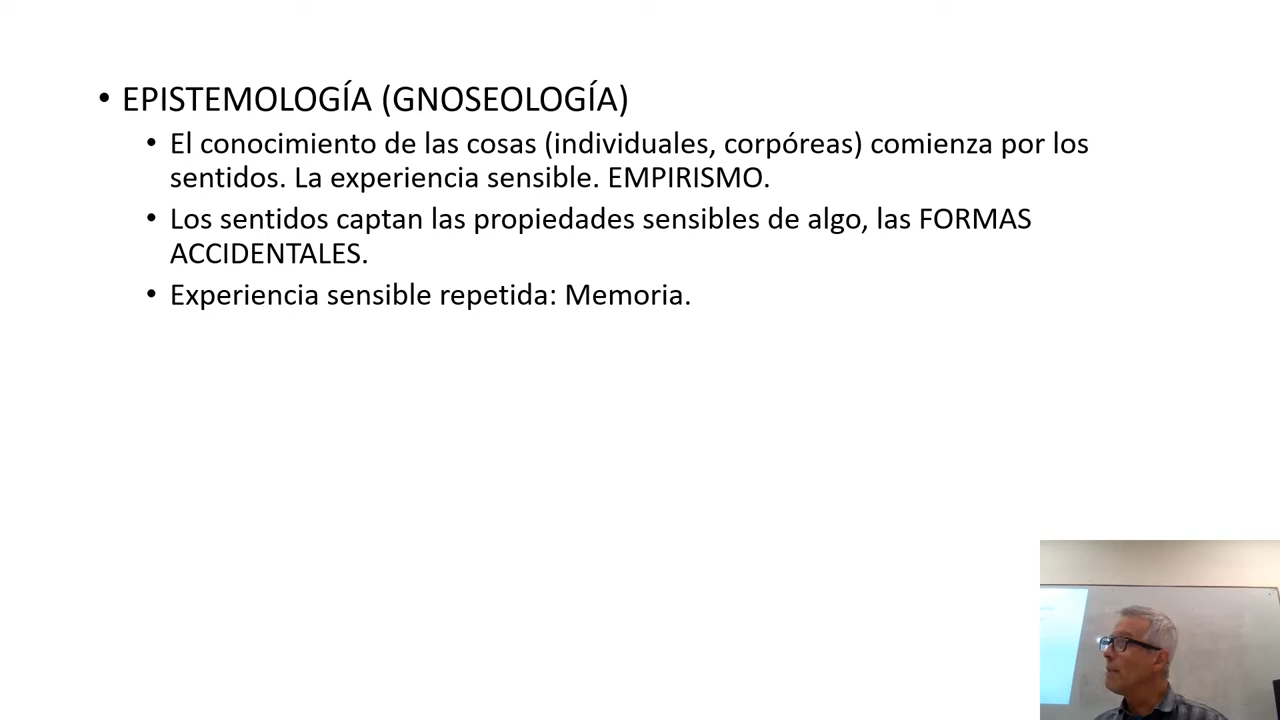 • EPISTEMOLOGÍA (GNOSEOLOGÍA)
• El conocimiento de las cosas (individuales, corpóreas) comienza por los
sentidos. La experiencia sensible. EMPIRISMO.
• Los sentidos captan las propiedades sensibles de algo, las FORMAS
ACCIDENTALES.
• Experiencia sensible repetida: Memoria.